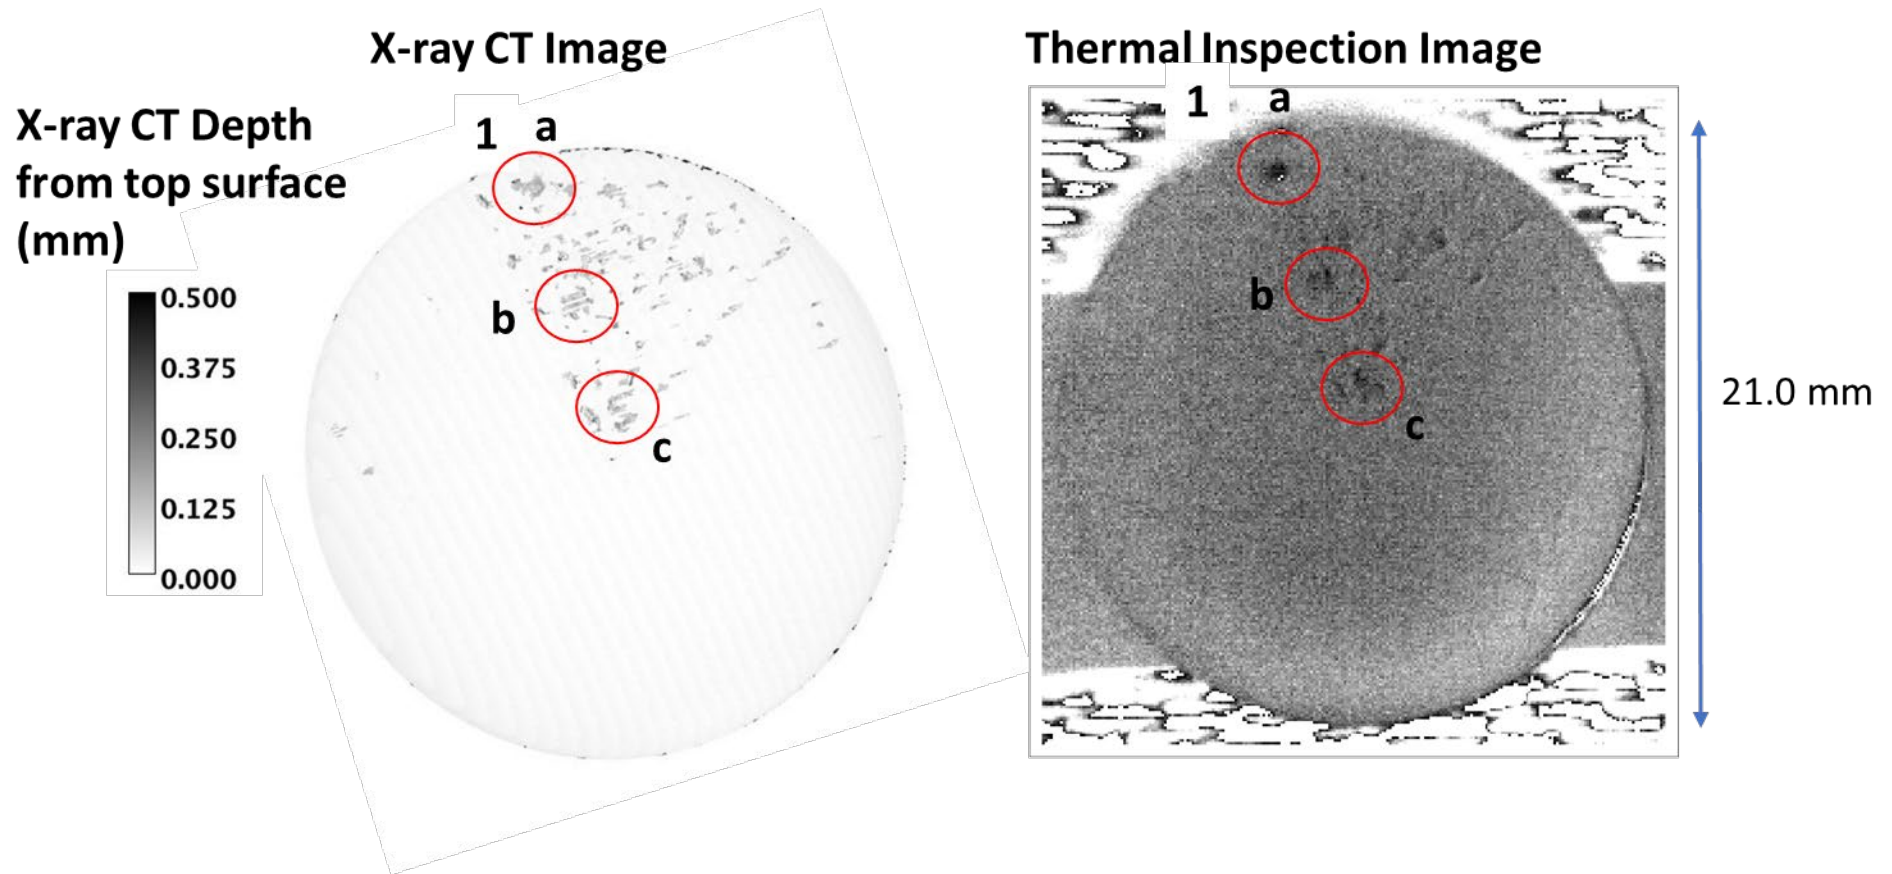 X-ray CT Image
Thermal Inspection Image
X-ray CT Depth
from top surface
(mm)
1
a
b
c
0.500
0.375
0.250
0.125
0.000
1
a
b
c
21.0 mm